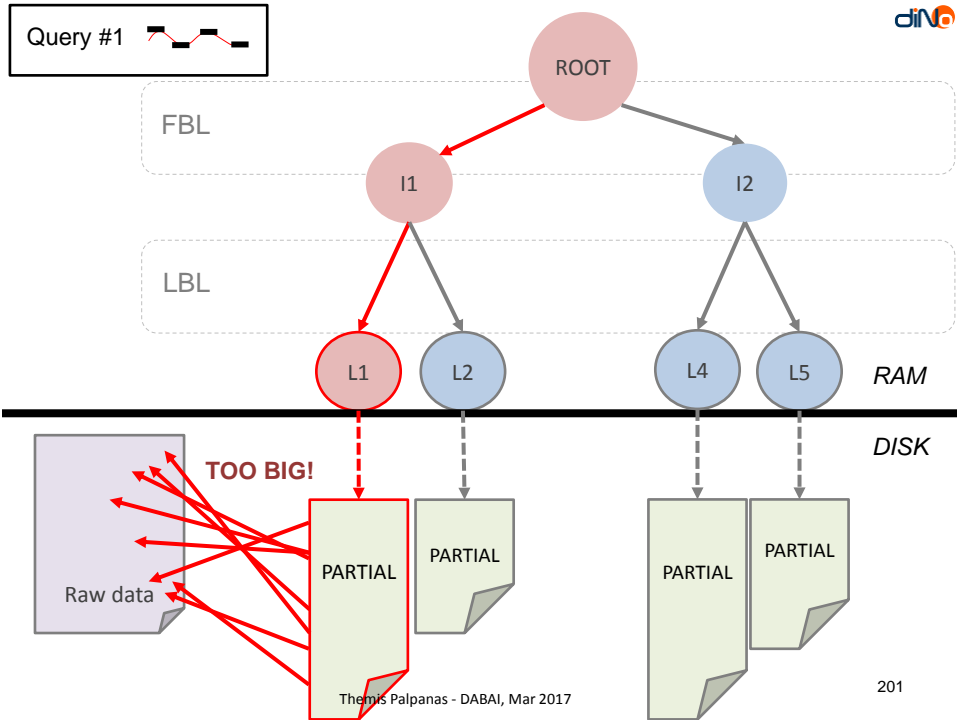 Query #1
diNo
ROOT
FBL
I1
I2
LBL
L1
L2
L4
L5
RAM
DISK
TOO BIG!
Raw data
PARTIAL
PARTIAL
PARTIAL
PARTIAL
Themis Palpanas - DABAI, Mar 2017
201